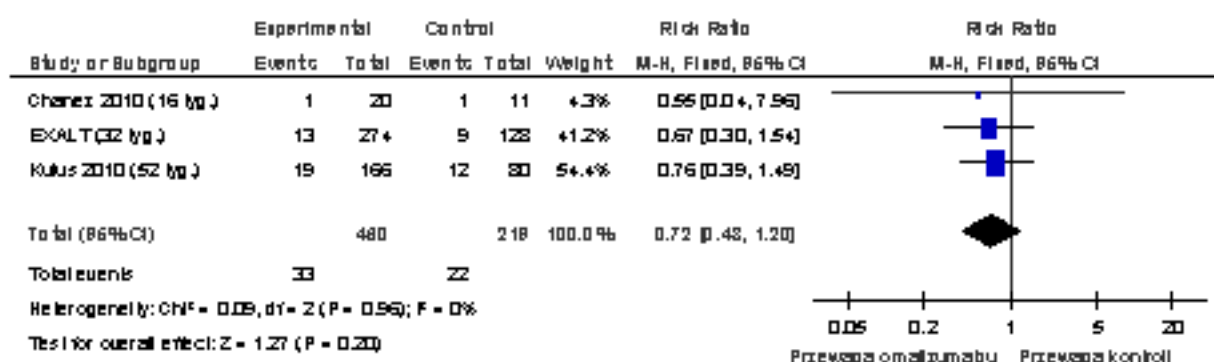 Experimental Control Risk Ratio Risk Ratio
Study or Subgroup Events Total Events Total Weight M-H, Fixed, 95% CI M-H, Fixed, 95% CI
Chanez 2010 (16 tyg.) 1 20 1 11 4.3% 0.55 [0.04, 7.96]
EXALT (32 tyg.) 13 274 9 128 41.2% 0.67 [0.30, 1.54]
Kulus 2010 (52 tyg.) 19 166 12 80 54.4% 0.76 [0.39, 1.49]
Total (95% CI) 460 219 100.0% 0.72 [0.43, 1.20]
Total events 33 22
Heterogeneity: Chi² = 0.09, df = 2 (P = 0.96); I² = 0%
Test for overall effect: Z = 1.27 (P = 0.20)
0.05 0.2 1 5 20
Przewaga omalizumabu Przewaga kontroli